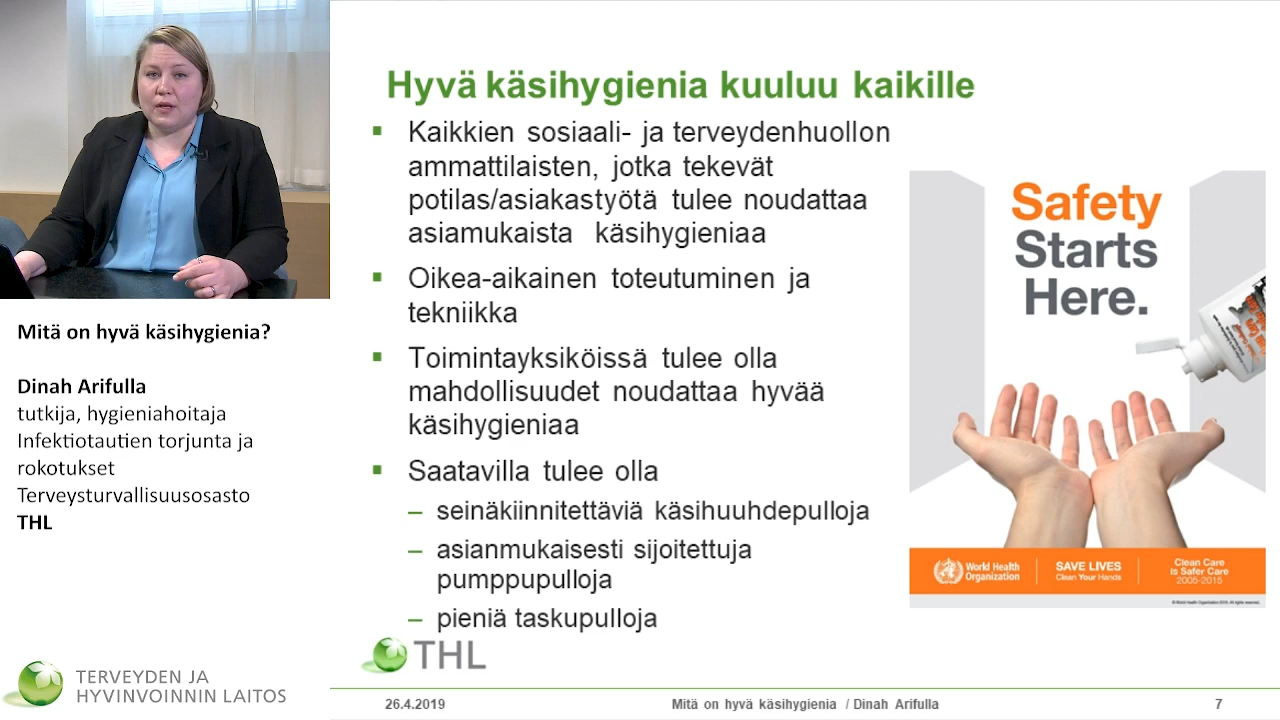 Hyvä käsihygienia kuuluu kaikille
Kaikkien sosiaali- ja terveydenhuollon
ammattilaisten, jotka tekevät
potilas/asiakastyötä tulee noudattaa
asiamukaista käsihygieniaa
Oikea-aikainen toteutuminen ja
tekniikka
Toimintayksiköissä tulee olla
mahdollisuudet noudattaa hyvää
käsihygieniaa
Saatavilla tulee olla
– seinäkiinnitettäviä käsihuuhdepulloja
– asianmukaisesti sijoitettuja
pumppupulloja
– pieniä taskupulloja
THL
Safety
Starts
Here.
World Health
Organization
SAVE LIVES
Clean Your Hands
Clean Care
is Safer Care
2005-2015
Mitä on hyvä käsihygienia?
Dinah Arifulla
tutkija, hygieniahoitaja
Infektiotautien torjunta ja
rokotukset
Terveysturvallisuusosasto
THL
TERVEYDEN JA
HYVINVOINNIN LAITOS
26.4.2019
Mitä on hyvä käsihygienia / Dinah Arifulla
7